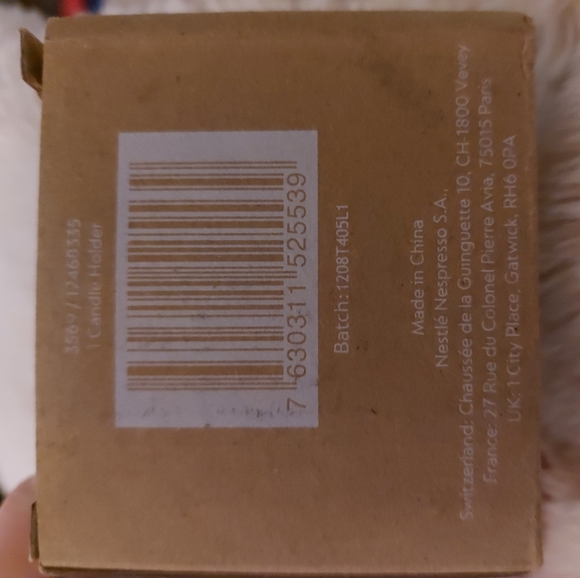 3569 / 12460335
1 Candle Holder
7 630311 525539
Batch: 1208T405L1
Made in China
Nestlé Nespresso S.A.,
Switzerland: Chaussée de la Guinguette 10, CH-1800 Vevey
France: 27 Rue du Colonel Pierre Avia, 75015 Paris
UK: 1 City Place, Gatwick, RH6 0PA